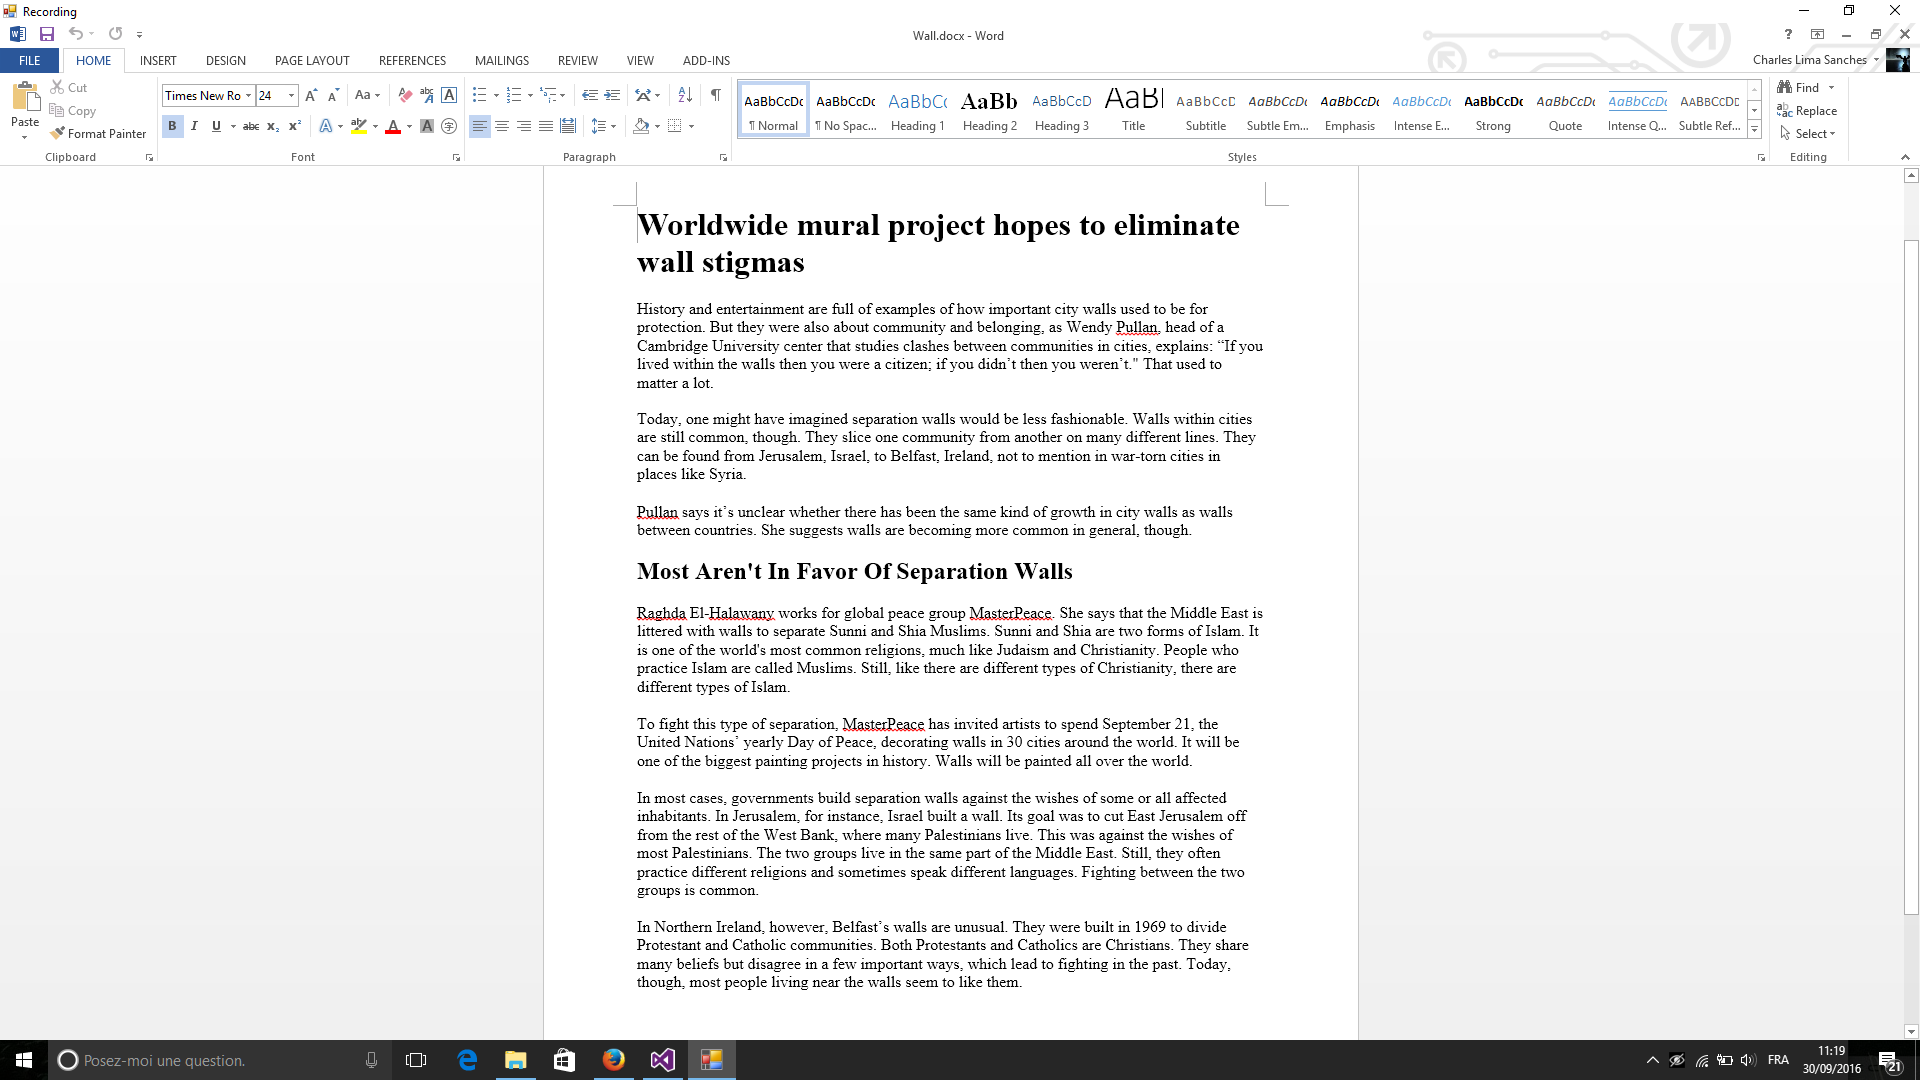 Recording
Wall.docx - Word
FILE HOME INSERT DESIGN PAGE LAYOUT REFERENCES MAILINGS REVIEW VIEW ADD-INS
Charles Lima Sanches
Paste
Cut
Copy
Format Painter
Clipboard
Times New Ro 24
Font
Paragraph
AaBbCcDc AaBbCcDc AaBbCc AaBb AaBbCcD AaBl AaBbCcD AaBbCcDc AaBbCcDc AaBbCcDc AaBbCcDc AaBbCcDc AaBbCcDc AaBbCcDc
¶ Normal ¶ No Spac... Heading 1 Heading 2 Heading 3 Title Subtitle Subtle Em... Emphasis Intense E... Strong Quote Intense Q... Subtle Ref...
Styles
Find
Replace
Select
Editing
Worldwide mural project hopes to eliminate
wall stigmas
History and entertainment are full of examples of how important city walls used to be for
protection. But they were also about community and belonging, as Wendy Pullan, head of a
Cambridge University center that studies clashes between communities in cities, explains: “If you
lived within the walls then you were a citizen; if you didn’t then you weren’t." That used to
matter a lot.
Today, one might have imagined separation walls would be less fashionable. Walls within cities
are still common, though. They slice one community from another on many different lines. They
can be found from Jerusalem, Israel, to Belfast, Ireland, not to mention in war-torn cities in
places like Syria.
Pullan says it’s unclear whether there has been the same kind of growth in city walls as walls
between countries. She suggests walls are becoming more common in general, though.
Most Aren't In Favor Of Separation Walls
Raghda El-Halawany works for global peace group MasterPeace. She says that the Middle East is
littered with walls to separate Sunni and Shia Muslims. Sunni and Shia are two forms of Islam. It
is one of the world's most common religions, much like Judaism and Christianity. People who
practice Islam are called Muslims. Still, like there are different types of Christianity, there are
different types of Islam.
To fight this type of separation, MasterPeace has invited artists to spend September 21, the
United Nations’ yearly Day of Peace, decorating walls in 30 cities around the world. It will be
one of the biggest painting projects in history. Walls will be painted all over the world.
In most cases, governments build separation walls against the wishes of some or all affected
inhabitants. In Jerusalem, for instance, Israel built a wall. Its goal was to cut East Jerusalem off
from the rest of the West Bank, where many Palestinians live. This was against the wishes of
most Palestinians. The two groups live in the same part of the Middle East. Still, they often
practice different religions and sometimes speak different languages. Fighting between the two
groups is common.
In Northern Ireland, however, Belfast’s walls are unusual. They were built in 1969 to divide
Protestant and Catholic communities. Both Protestants and Catholics are Christians. They share
many beliefs but disagree in a few important ways, which lead to fighting in the past. Today,
though, most people living near the walls seem to like them.
Posez-moi une question.
FRA
11:19
30/09/2016
21